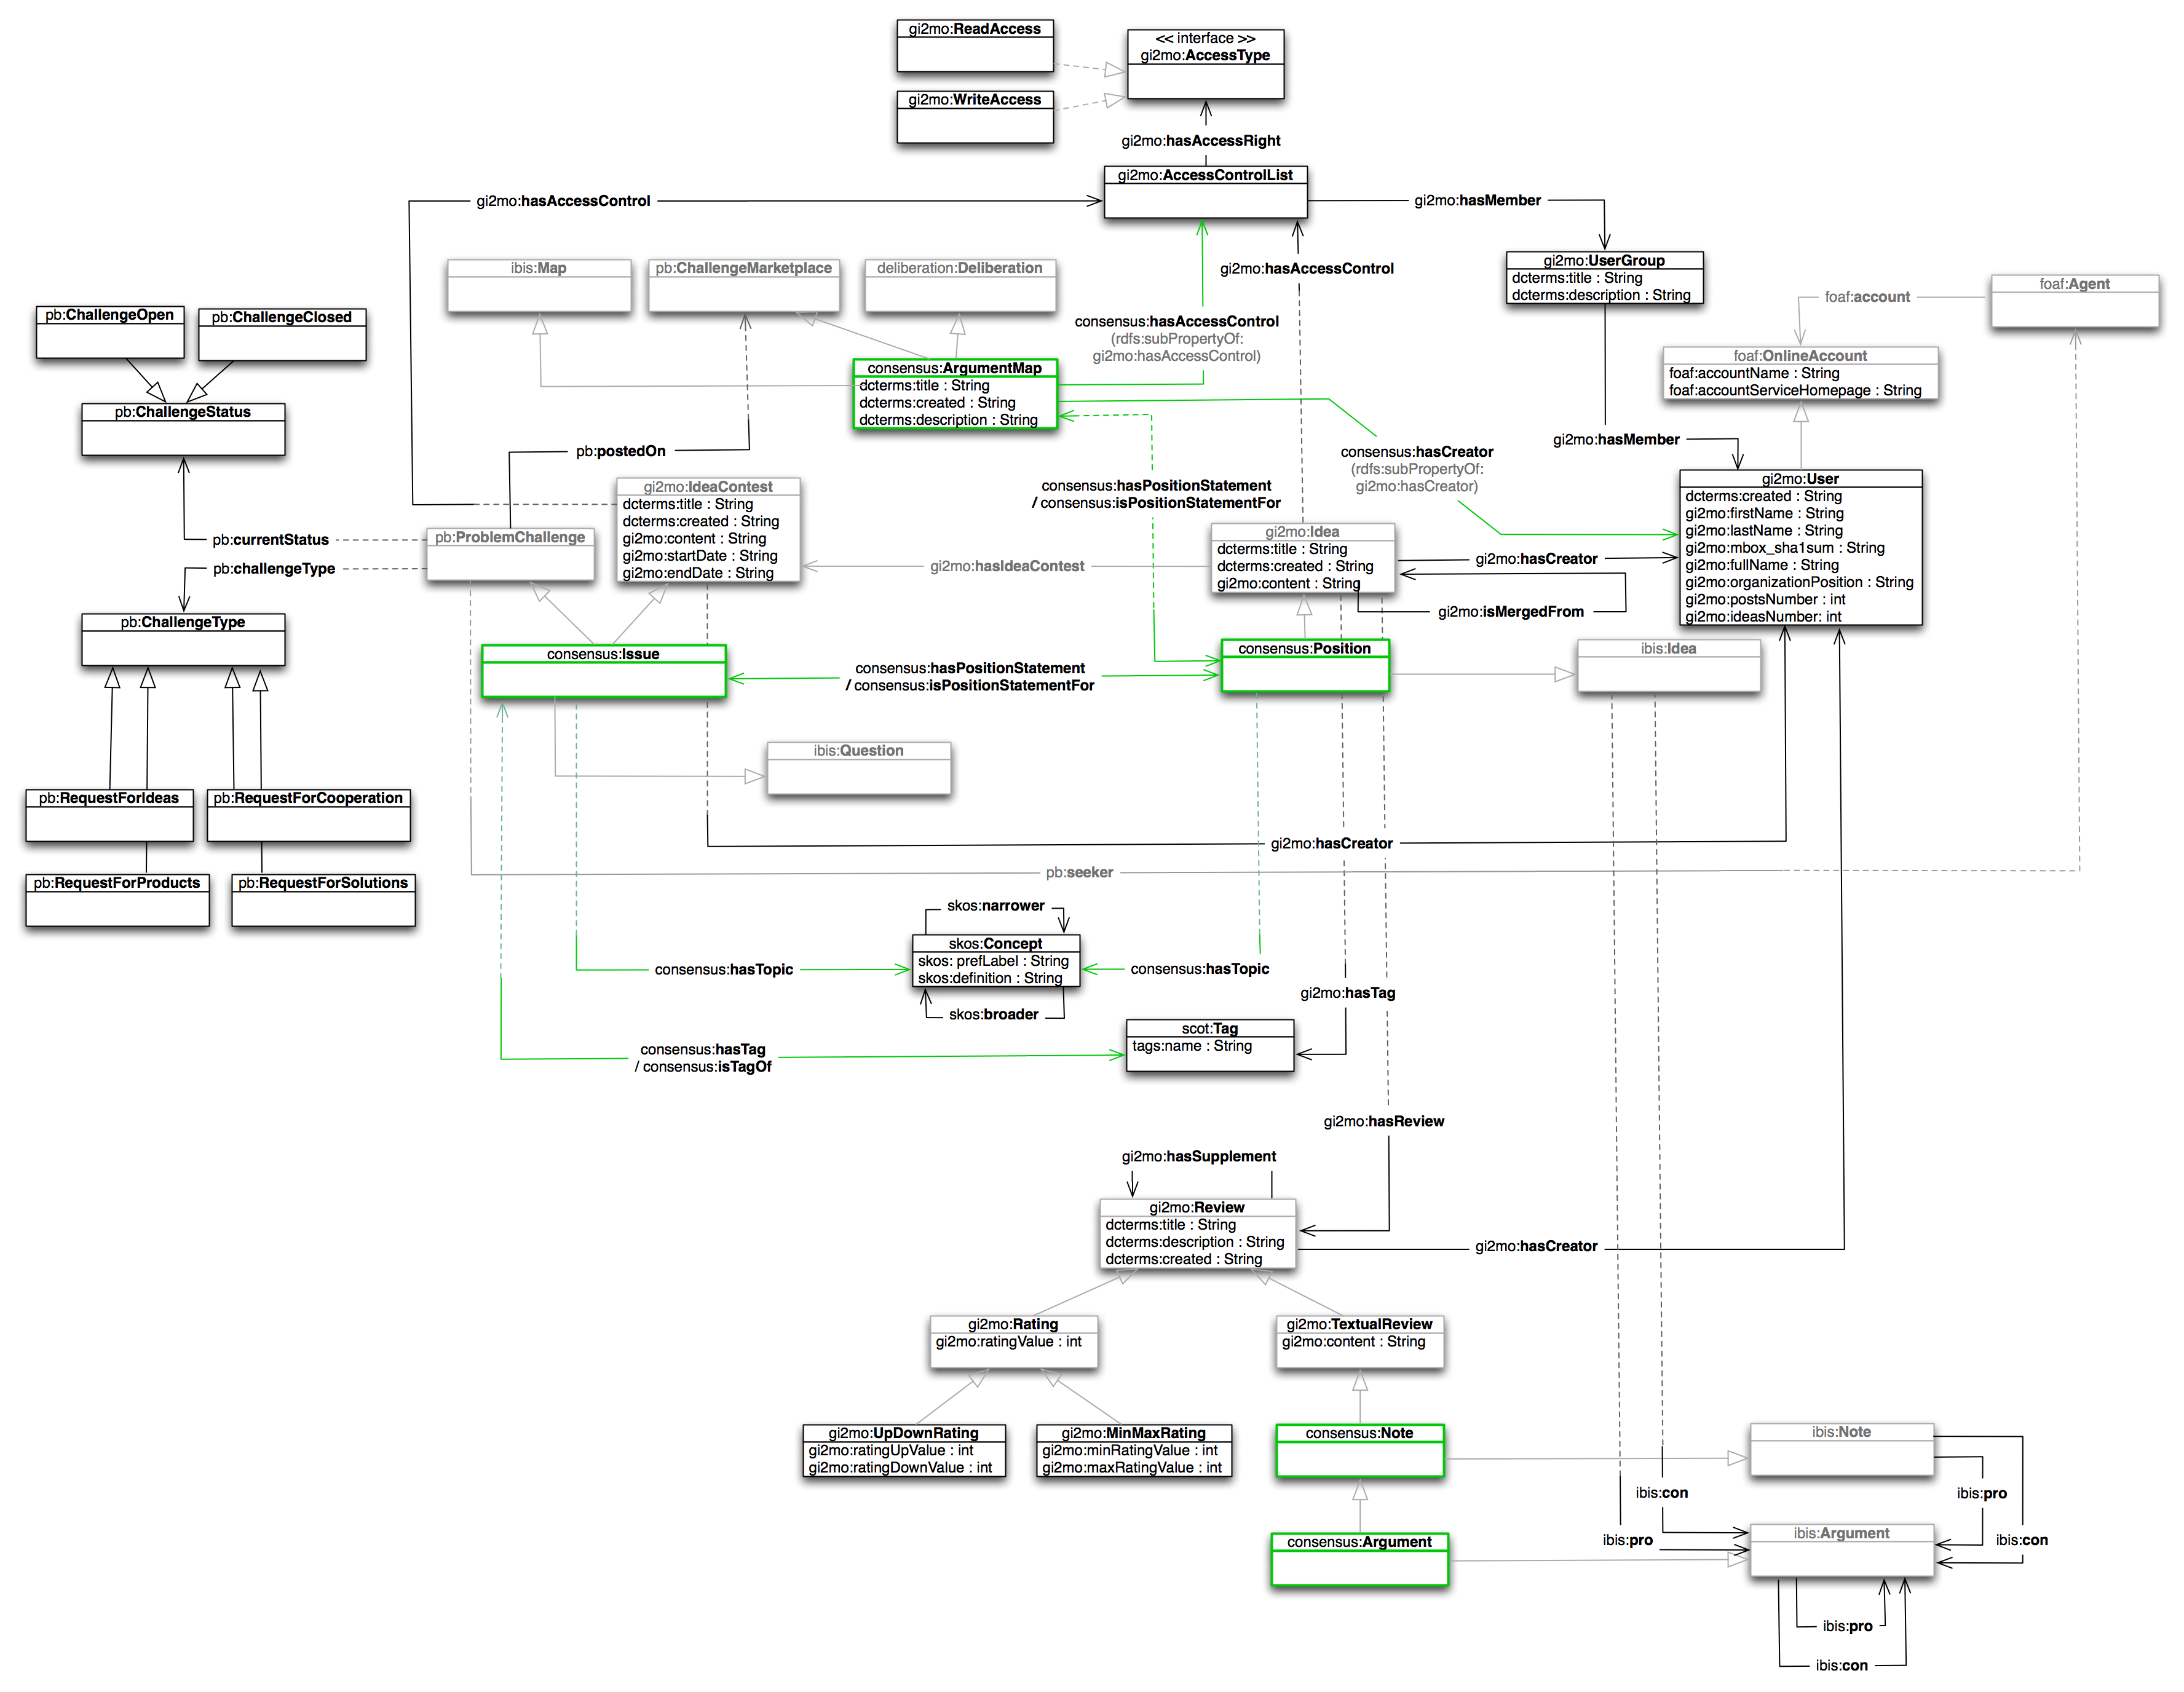 gi2mo:ReadAccess
<< interface >>
gi2mo:AccessType
gi2mo:WriteAccess
gi2mo:hasAccessRight
gi2mo:AccessControlList
gi2mo:hasAccessControl
gi2mo:hasMember
ibis:Map
pb:ChallengeMarketplace
deliberation:Deliberation
gi2mo:hasAccessControl
gi2mo:UserGroup
dcterms:title : String
dcterms:description : String
foaf:account
foaf:Agent
pb:ChallengeOpen
pb:ChallengeClosed
consensus:hasAccessControl
(rdfs:subPropertyOf:
gi2mo:hasAccessControl)
foaf:OnlineAccount
foaf:accountName : String
foaf:accountServiceHomepage : String
consensus:ArgumentMap
dcterms:title : String
dcterms:created : String
dcterms:description : String
pb:ChallengeStatus
gi2mo:hasMember
pb:postedOn
consensus:hasCreator
(rdfs:subPropertyOf:
gi2mo:hasCreator)
gi2mo:IdeaContest
dcterms:title : String
dcterms:created : String
gi2mo:content : String
gi2mo:startDate : String
gi2mo:endDate : String
consensus:hasPositionStatement
/ consensus:isPositionStatementFor
gi2mo:User
dcterms:created : String
gi2mo:firstName : String
gi2mo:lastName : String
gi2mo:mbox_sha1sum : String
gi2mo:fullName : String
gi2mo:organizationPosition : String
gi2mo:postsNumber : int
gi2mo:ideasNumber: int
pb:currentStatus
pb:ProblemChallenge
gi2mo:Idea
dcterms:title : String
dcterms:created : String
gi2mo:content : String
pb:challengeType
gi2mo:hasIdeaContest
gi2mo:hasCreator
gi2mo:isMergedFrom
pb:ChallengeType
consensus:Issue
consensus:hasPositionStatement
/ consensus:isPositionStatementFor
consensus:Position
ibis:Idea
ibis:Question
pb:RequestForIdeas
pb:RequestForCooperation
gi2mo:hasCreator
pb:seeker
pb:RequestForProducts
pb:RequestForSolutions
skos:narrower
skos:Concept
skos: prefLabel : String
skos:definition : String
consensus:hasTopic
consensus:hasTopic
gi2mo:hasTag
skos:broader
scot:Tag
tags:name : String
consensus:hasTag
/ consensus:isTagOf
gi2mo:hasReview
gi2mo:hasSupplement
gi2mo:Review
dcterms:title : String
dcterms:description : String
dcterms:created : String
gi2mo:hasCreator
gi2mo:Rating
gi2mo:ratingValue : int
gi2mo:TextualReview
gi2mo:content : String
gi2mo:UpDownRating
gi2mo:ratingUpValue : int
gi2mo:ratingDownValue : int
gi2mo:MinMaxRating
gi2mo:minRatingValue : int
gi2mo:maxRatingValue : int
consensus:Note
ibis:Note
ibis:con
ibis:pro
consensus:Argument
ibis:pro
ibis:Argument
ibis:con
ibis:pro
ibis:con